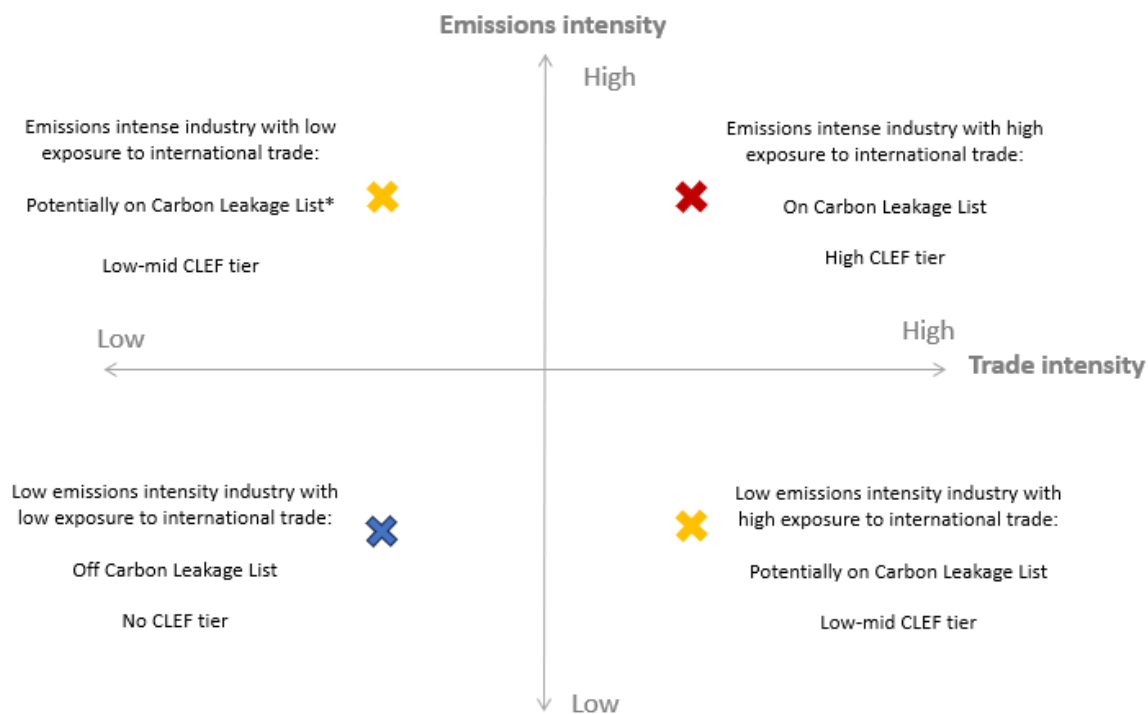 Emissions intensity
High
Emissions intense industry with low
exposure to international trade:
Potentially on Carbon Leakage List*
Low-mid CLEF tier
Emissions intense industry with high
exposure to international trade:
On Carbon Leakage List
High CLEF tier
Low
High
Trade intensity
Low emissions intensity industry with
low exposure to international trade:
Off Carbon Leakage List
No CLEF tier
Low emissions intensity industry with
high exposure to international trade:
Potentially on Carbon Leakage List
Low-mid CLEF tier
Low